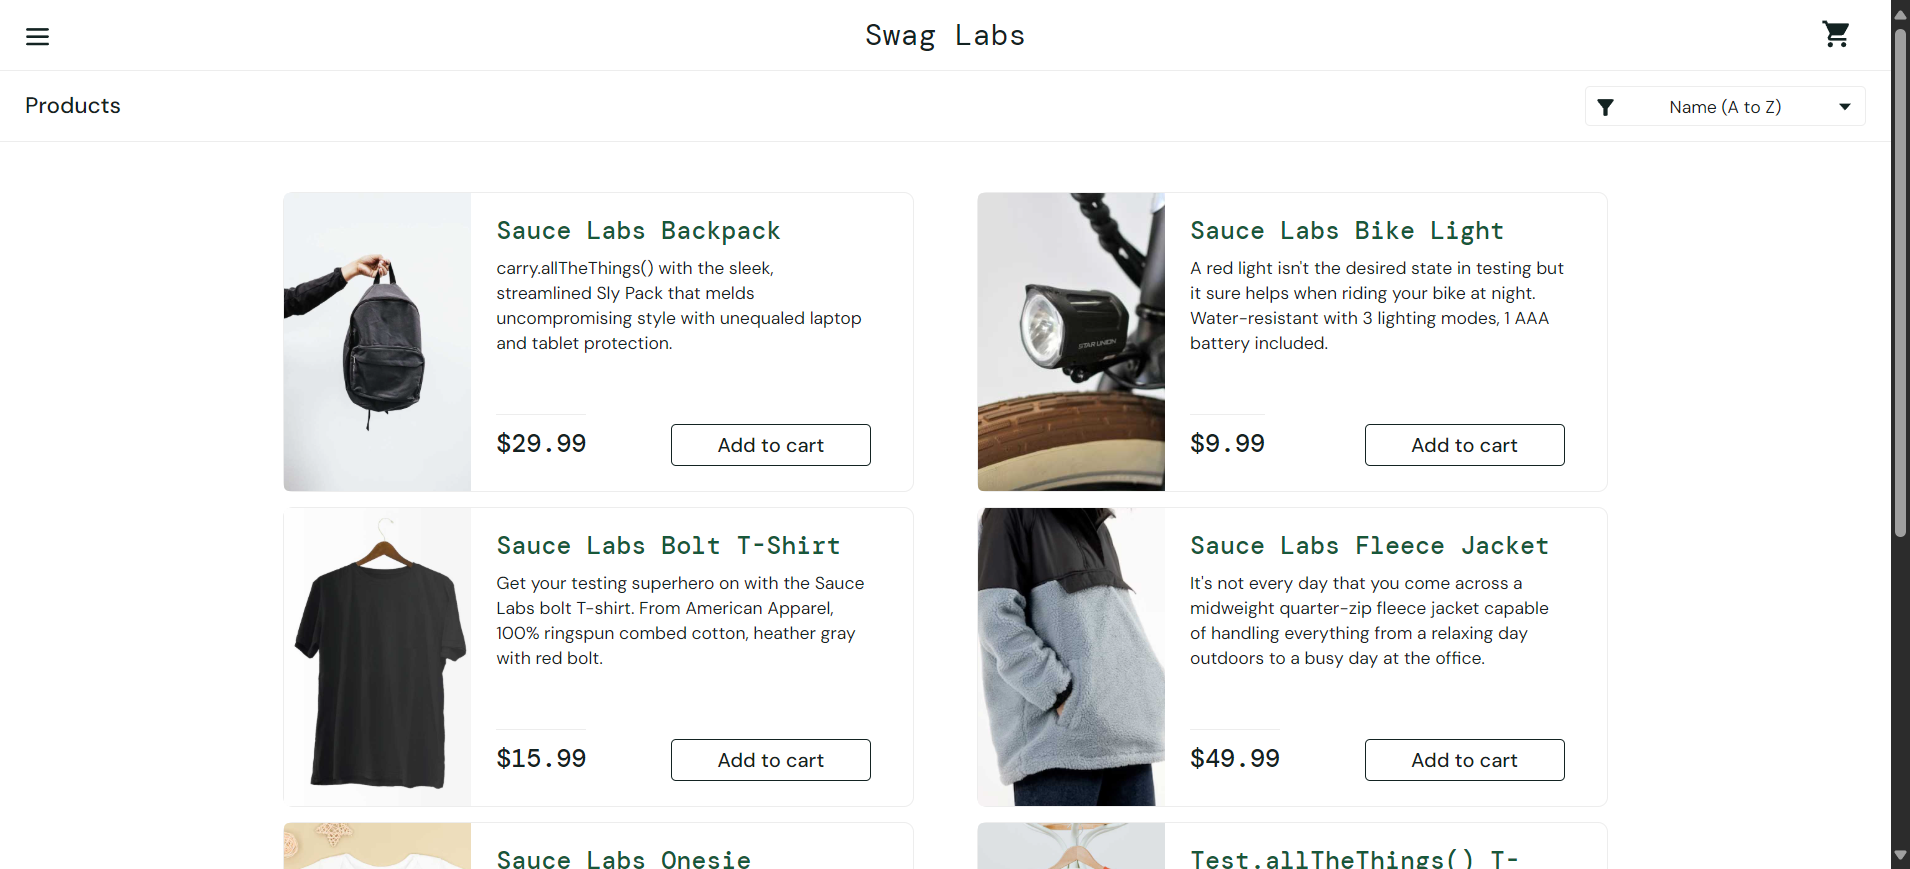 Swag Labs
Products
Name (A to Z)
Sauce Labs Backpack
carry.allTheThings() with the sleek,
streamlined Sly Pack that melds
uncompromising style with unequaled laptop
and tablet protection.
$29.99
Add to cart
Sauce Labs Bike Light
A red light isn't the desired state in testing but
it sure helps when riding your bike at night.
Water-resistant with 3 lighting modes, 1 AAA
battery included.
STAR UNION
$9.99
Add to cart
Sauce Labs Bolt T-Shirt
Get your testing superhero on with the Sauce
Labs bolt T-shirt. From American Apparel,
100% ringspun combed cotton, heather gray
with red bolt.
$15.99
Add to cart
Sauce Labs Fleece Jacket
It's not every day that you come across a
midweight quarter-zip fleece jacket capable
of handling everything from a relaxing day
outdoors to a busy day at the office.
$49.99
Add to cart
Sauce Labs Onesie
Test.allTheThings() T-